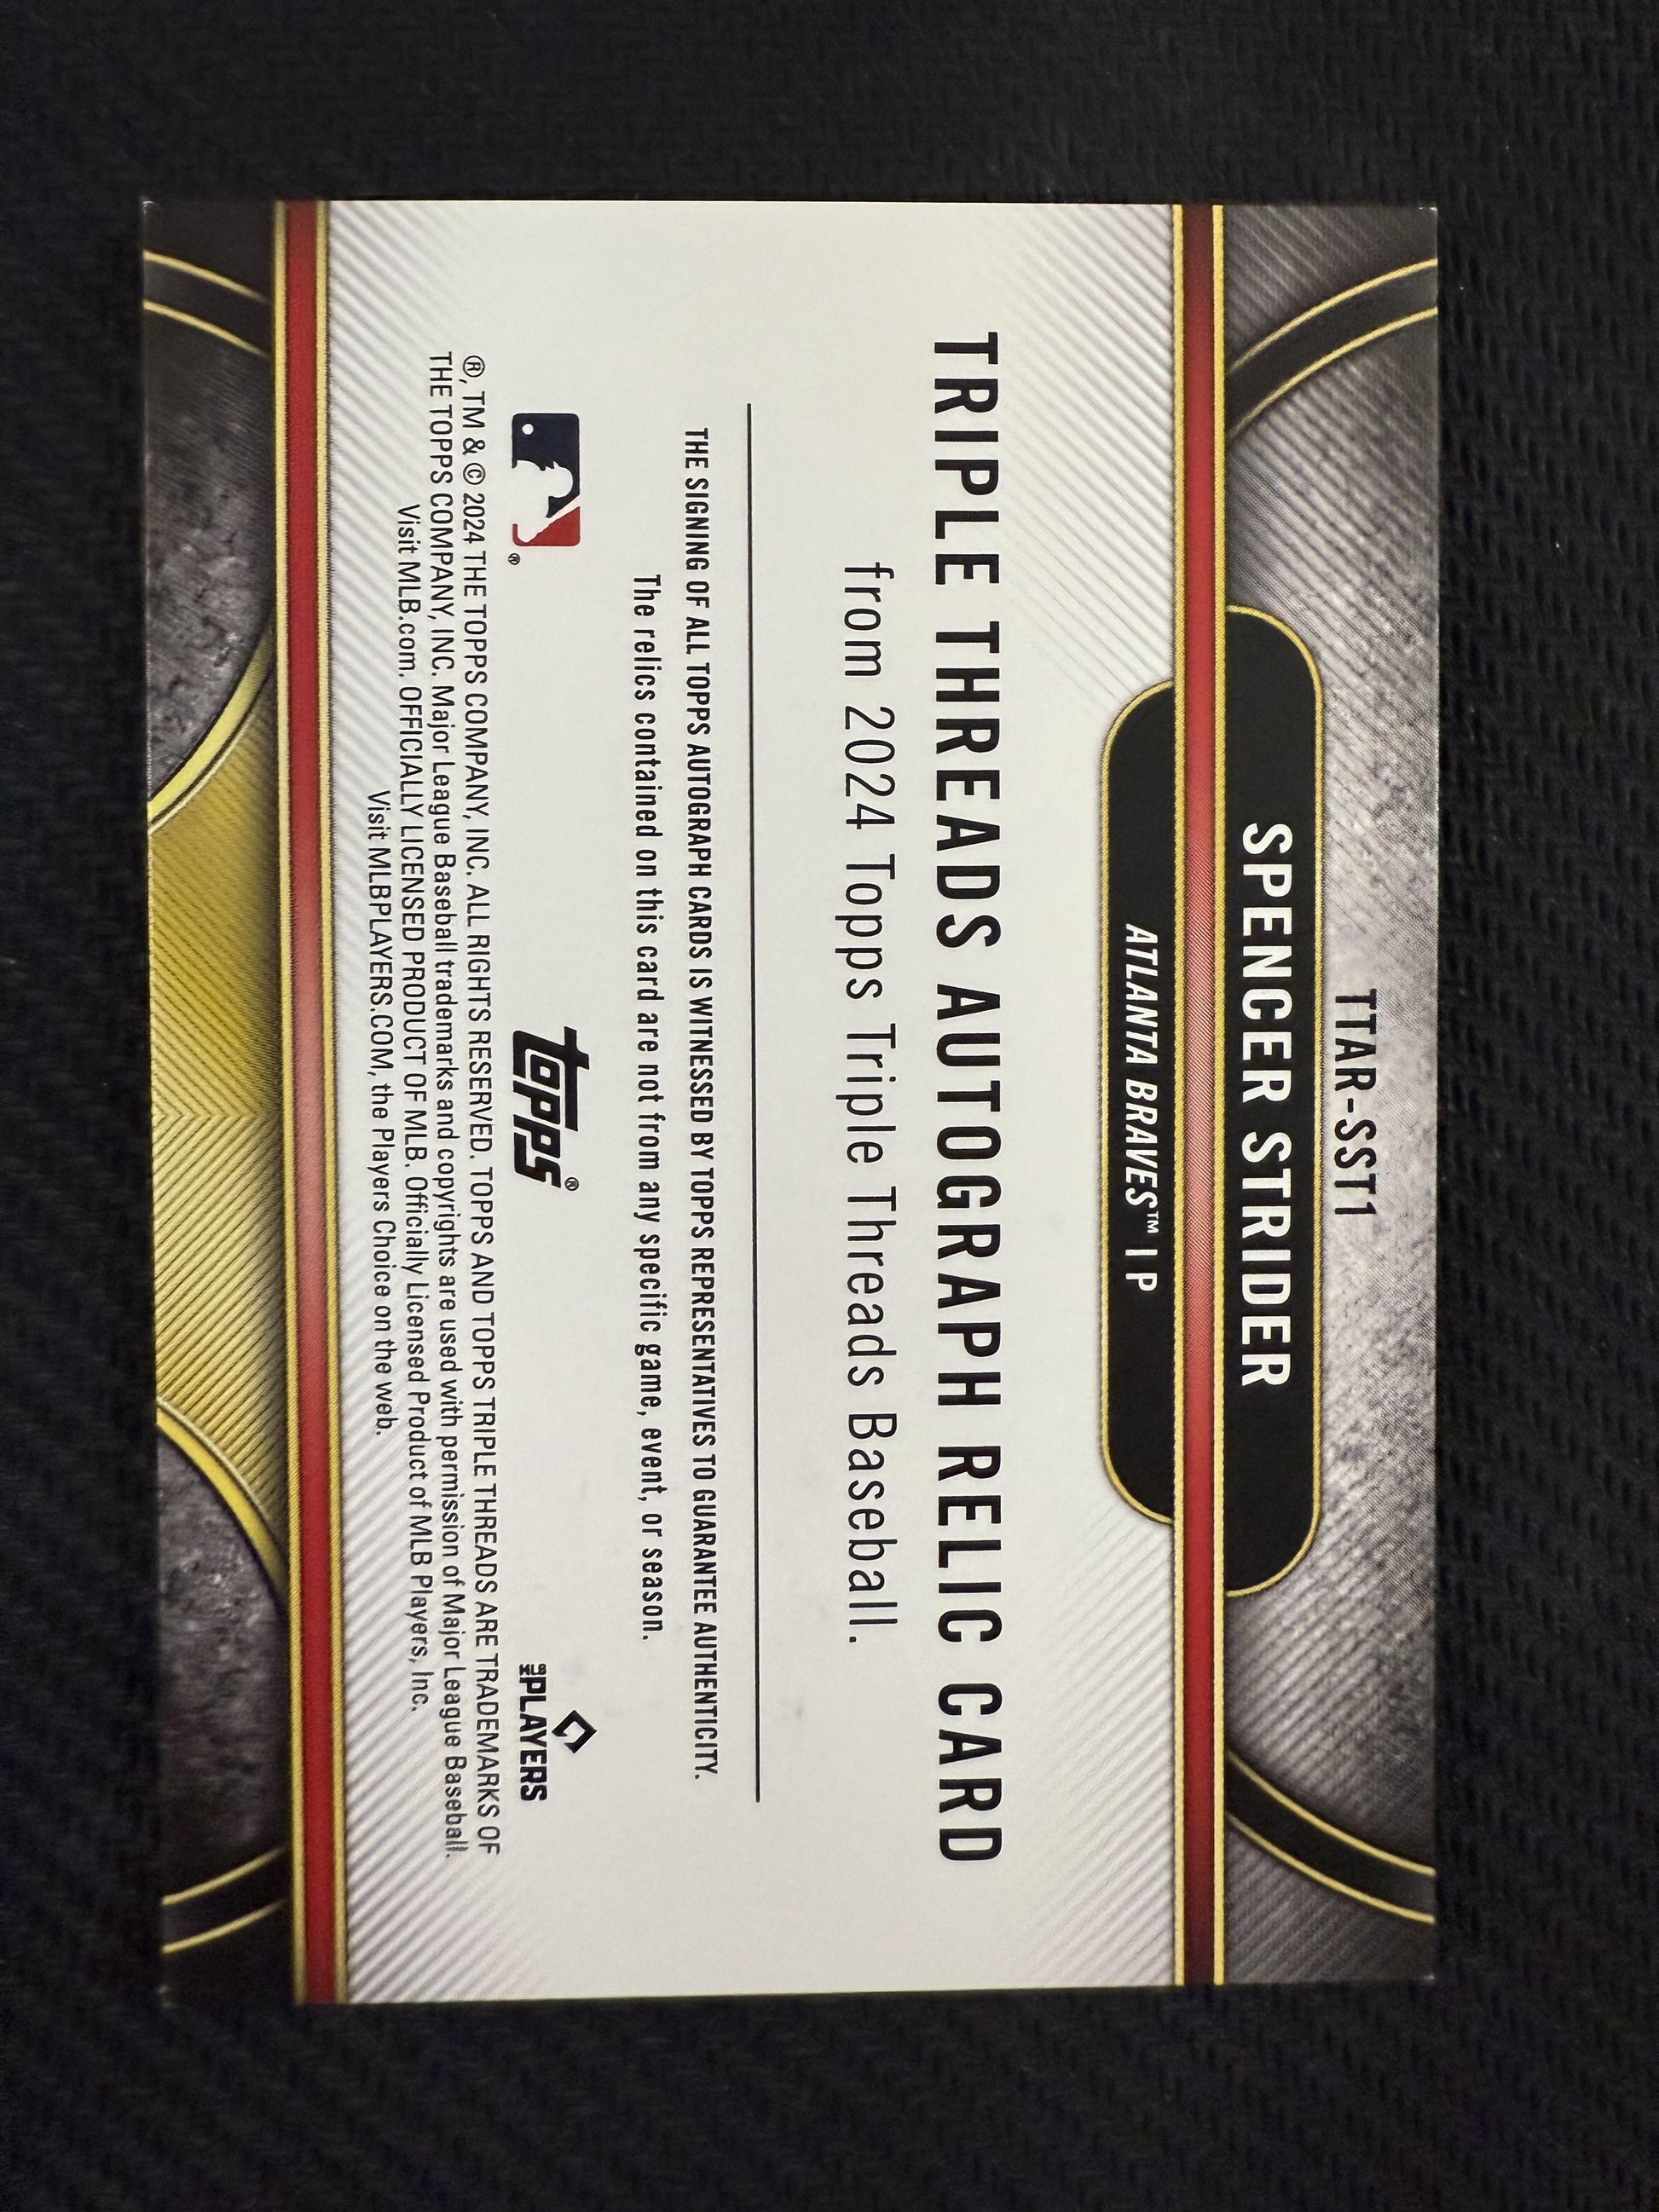 TTAR-SST1
SPENCER STRIDER
ATLANTA BRAVES™ | P
TRIPLE THREADS AUTOGRAPH RELIC CARD
from 2024 Topps Triple Threads Baseball.
THE SIGNING OF ALL TOPPS AUTOGRAPH CARDS IS WITNESSED BY TOPPS REPRESENTATIVES TO GUARANTEE AUTHENTICITY.
The relics contained on this card are not from any specific game, event, or season.
®
topps®
MLB PLAYERS
®, TM & © 2024 THE TOPPS COMPANY, INC. ALL RIGHTS RESERVED. TOPPS AND TOPPS TRIPLE THREADS ARE TRADEMARKS OF
THE TOPPS COMPANY, INC. Major League Baseball trademarks and copyrights are used with permission of Major League Baseball.
Visit MLB.com. OFFICIALLY LICENSED PRODUCT OF MLB. Officially Licensed Product of MLB Players, Inc.
Visit MLBPLAYERS.COM, the Players Choice on the web.